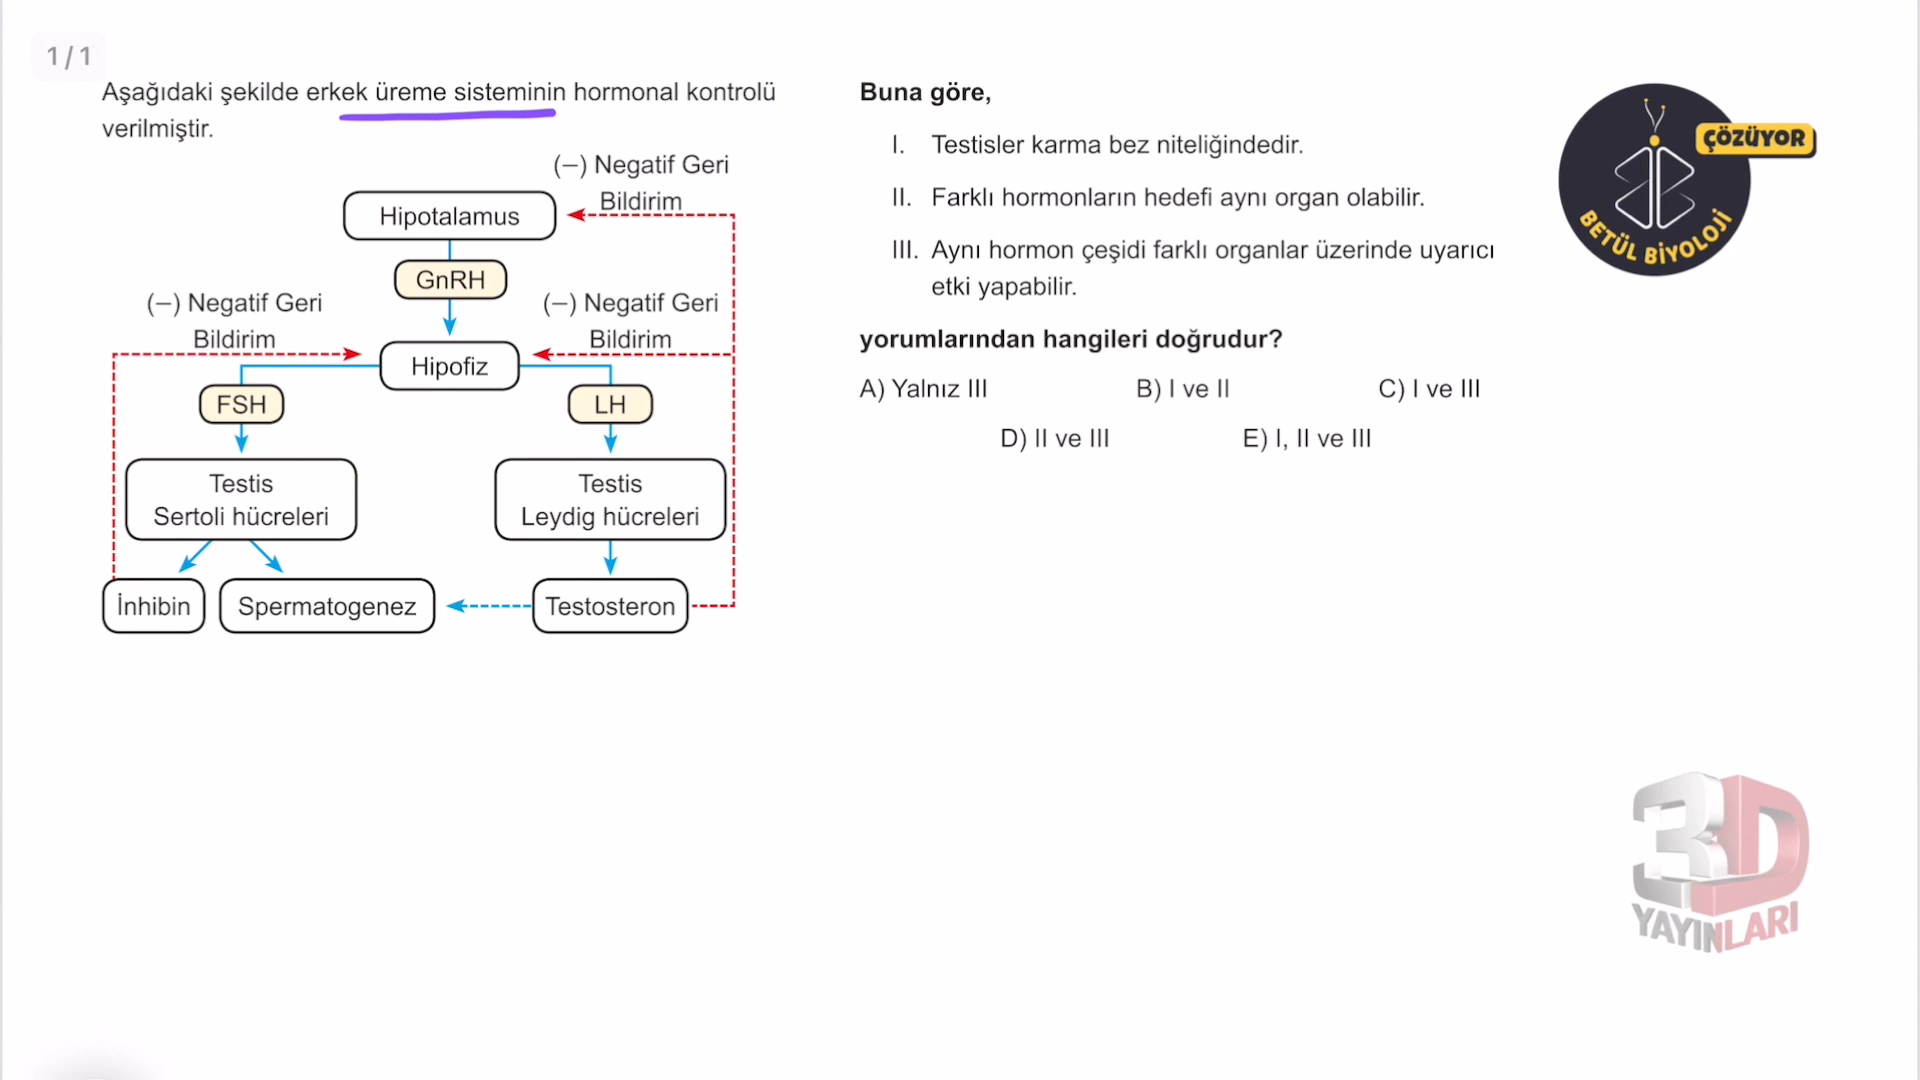 1/1
Aşağıdaki şekilde erkek üreme sisteminin hormonal kontrolü
verilmiştir.
(−) Negatif Geri
Bildirim
Hipotalamus
GnRH
(−) Negatif Geri
Bildirim
(−) Negatif Geri
Bildirim
Hipofiz
FSH
LH
Testis
Sertoli hücreleri
Testis
Leydig hücreleri
İnhibin
Spermatogenez
Testosteron
Buna göre,
I. Testisler karma bez niteliğindedir.
II. Farklı hormonların hedefi aynı organ olabilir.
III. Aynı hormon çeşidi farklı organlar üzerinde uyarıcı
etki yapabilir.
yorumlarından hangileri doğrudur?
A) Yalnız III B) I ve II C) I ve III
D) II ve III E) I, II ve III
ÇÖZÜYOR
BETÜL BİYOLOJİ
3D
YAYINLARI